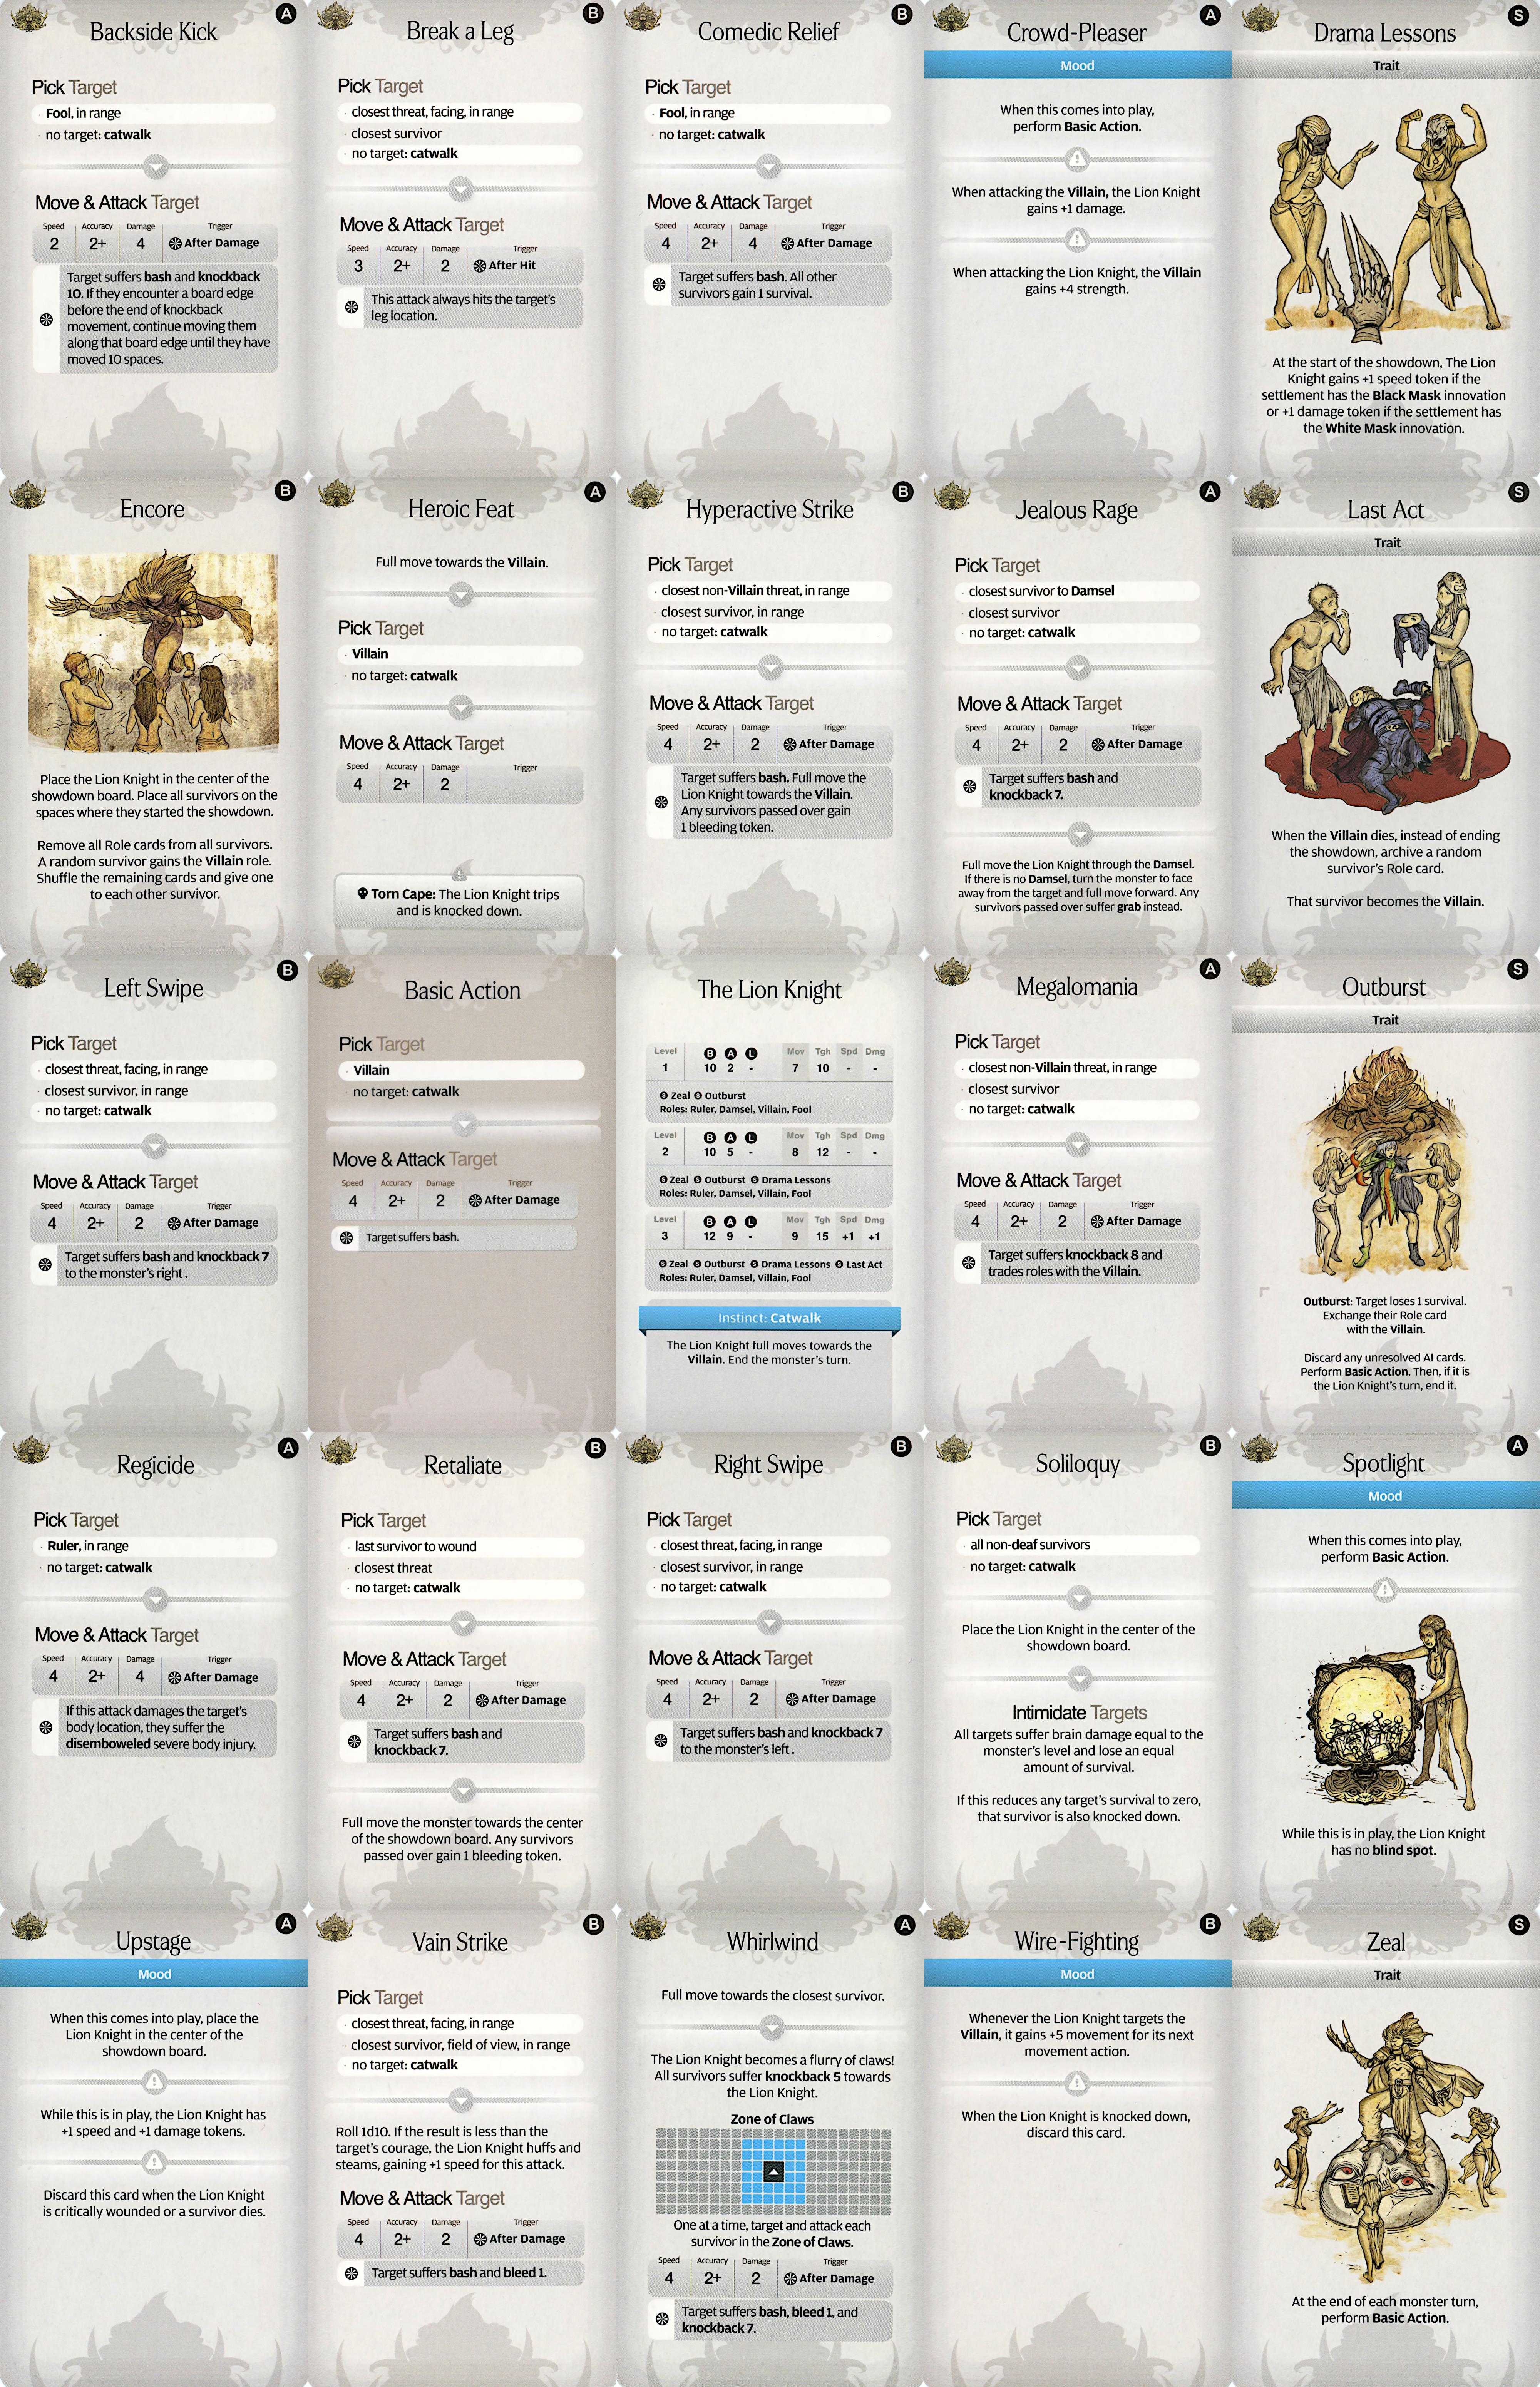 A
Backside Kick
Pick Target
· Fool, in range
· no target: catwalk
Move & Attack Target
Speed Accuracy Damage Trigger
2 2+ 4 After Damage
Target suffers bash and knockback
10. If they encounter a board edge
before the end of knockback
movement, continue moving them
along that board edge until they have
moved 10 spaces.
B
Break a Leg
Pick Target
· closest threat, facing, in range
· closest survivor
· no target: catwalk
Move & Attack Target
Speed Accuracy Damage Trigger
3 2+ 2 After Hit
This attack always hits the target's
leg location.
B
Comedic Relief
Pick Target
· Fool, in range
· no target: catwalk
Move & Attack Target
Speed Accuracy Damage Trigger
4 2+ 4 After Damage
Target suffers bash. All other
survivors gain 1 survival.
A
Crowd-Pleaser
Mood
When this comes into play,
perform Basic Action.
When attacking the Villain, the Lion Knight
gains +1 damage.
When attacking the Lion Knight, the Villain
gains +4 strength.
S
Drama Lessons
Trait
At the start of the showdown, The Lion
Knight gains +1 speed token if the
settlement has the Black Mask innovation
or +1 damage token if the settlement has
the White Mask innovation.
B
Encore
Place the Lion Knight in the center of the
showdown board. Place all survivors on the
spaces where they started the showdown.
Remove all Role cards from all survivors.
A random survivor gains the Villain role.
Shuffle the remaining cards and give one
to each other survivor.
A
Heroic Feat
Full move towards the Villain.
Pick Target
· Villain
· no target: catwalk
Move & Attack Target
Speed Accuracy Damage Trigger
4 2+ 2
Torn Cape: The Lion Knight trips
and is knocked down.
B
Hyperactive Strike
Pick Target
· closest non-Villain threat, in range
· closest survivor, in range
· no target: catwalk
Move & Attack Target
Speed Accuracy Damage Trigger
4 2+ 2 After Damage
Target suffers bash. Full move the
Lion Knight towards the Villain.
Any survivors passed over gain
1 bleeding token.
A
Jealous Rage
Pick Target
· closest survivor to Damsel
· closest survivor
· no target: catwalk
Move & Attack Target
Speed Accuracy Damage Trigger
4 2+ 2 After Damage
Target suffers bash and
knockback 7.
Full move the Lion Knight through the Damsel.
If there is no Damsel, turn the monster to face
away from the target and full move forward. Any
survivors passed over suffer grab instead.
S
Last Act
Trait
When the Villain dies, instead of ending
the showdown, archive a random
survivor's Role card.
That survivor becomes the Villain.
B
Left Swipe
Pick Target
· closest threat, facing, in range
· closest survivor, in range
· no target: catwalk
Move & Attack Target
Speed Accuracy Damage Trigger
4 2+ 2 After Damage
Target suffers bash and knockback 7
to the monster's right.
Basic Action
Pick Target
· Villain
no target: catwalk
Move & Attack Target
Speed Accuracy Damage Trigger
4 2+ 2 After Damage
Target suffers bash.
The Lion Knight
Level B A L Mov Tgh Spd Dmg
1 10 2 - 7 10 - -
S Zeal S Outburst
Roles: Ruler, Damsel, Villain, Fool
Level B A L Mov Tgh Spd Dmg
2 10 5 - 8 12 - -
S Zeal S Outburst S Drama Lessons
Roles: Ruler, Damsel, Villain, Fool
Level B A L Mov Tgh Spd Dmg
3 12 9 - 9 15 +1 +1
S Zeal S Outburst S Drama Lessons S Last Act
Roles: Ruler, Damsel, Villain, Fool
Instinct: Catwalk
The Lion Knight full moves towards the
Villain. End the monster's turn.
A
Megalomania
Pick Target
· closest non-Villain threat, in range
· closest survivor
· no target: catwalk
Move & Attack Target
Speed Accuracy Damage Trigger
4 2+ 2 After Damage
Target suffers knockback 8 and
trades roles with the Villain.
S
Outburst
Trait
Outburst: Target loses 1 survival.
Exchange their Role card
with the Villain.
Discard any unresolved AI cards.
Perform Basic Action. Then, if it is
the Lion Knight's turn, end it.
A
Regicide
Pick Target
· Ruler, in range
· no target: catwalk
Move & Attack Target
Speed Accuracy Damage Trigger
4 2+ 4 After Damage
If this attack damages the target's
body location, they suffer the
disemboweled severe body injury.
B
Retaliate
Pick Target
· last survivor to wound
· closest threat
· no target: catwalk
Move & Attack Target
Speed Accuracy Damage Trigger
4 2+ 2 After Damage
Target suffers bash and
knockback 7.
Full move the monster towards the center
of the showdown board. Any survivors
passed over gain 1 bleeding token.
B
Right Swipe
Pick Target
· closest threat, facing, in range
· closest survivor, in range
· no target: catwalk
Move & Attack Target
Speed Accuracy Damage Trigger
4 2+ 2 After Damage
Target suffers bash and knockback 7
to the monster's left.
B
Soliloquy
Pick Target
· all non-deaf survivors
· no target: catwalk
Place the Lion Knight in the center of the
showdown board.
Intimidate Targets
All targets suffer brain damage equal to the
monster's level and lose an equal
amount of survival.
If this reduces any target's survival to zero,
that survivor is also knocked down.
A
Spotlight
Mood
When this comes into play,
perform Basic Action.
While this is in play, the Lion Knight
has no blind spot.
A
Upstage
Mood
When this comes into play, place the
Lion Knight in the center of the
showdown board.
While this is in play, the Lion Knight has
+1 speed and +1 damage tokens.
Discard this card when the Lion Knight
is critically wounded or a survivor dies.
B
Vain Strike
Pick Target
· closest threat, facing, in range
· closest survivor, field of view, in range
· no target: catwalk
Roll 1d10. If the result is less than the
target's courage, the Lion Knight huffs and
steams, gaining +1 speed for this attack.
Move & Attack Target
Speed Accuracy Damage Trigger
4 2+ 2 After Damage
Target suffers bash and bleed 1.
A
Whirlwind
Full move towards the closest survivor.
The Lion Knight becomes a flurry of claws!
All survivors suffer knockback 5 towards
the Lion Knight.
Zone of Claws
One at a time, target and attack each
survivor in the Zone of Claws.
Speed Accuracy Damage Trigger
4 2+ 2 After Damage
Target suffers bash, bleed 1, and
knockback 7.
B
Wire-Fighting
Mood
Whenever the Lion Knight targets the
Villain, it gains +5 movement for its next
movement action.
When the Lion Knight is knocked down,
discard this card.
S
Zeal
Trait
At the end of each monster turn,
perform Basic Action.